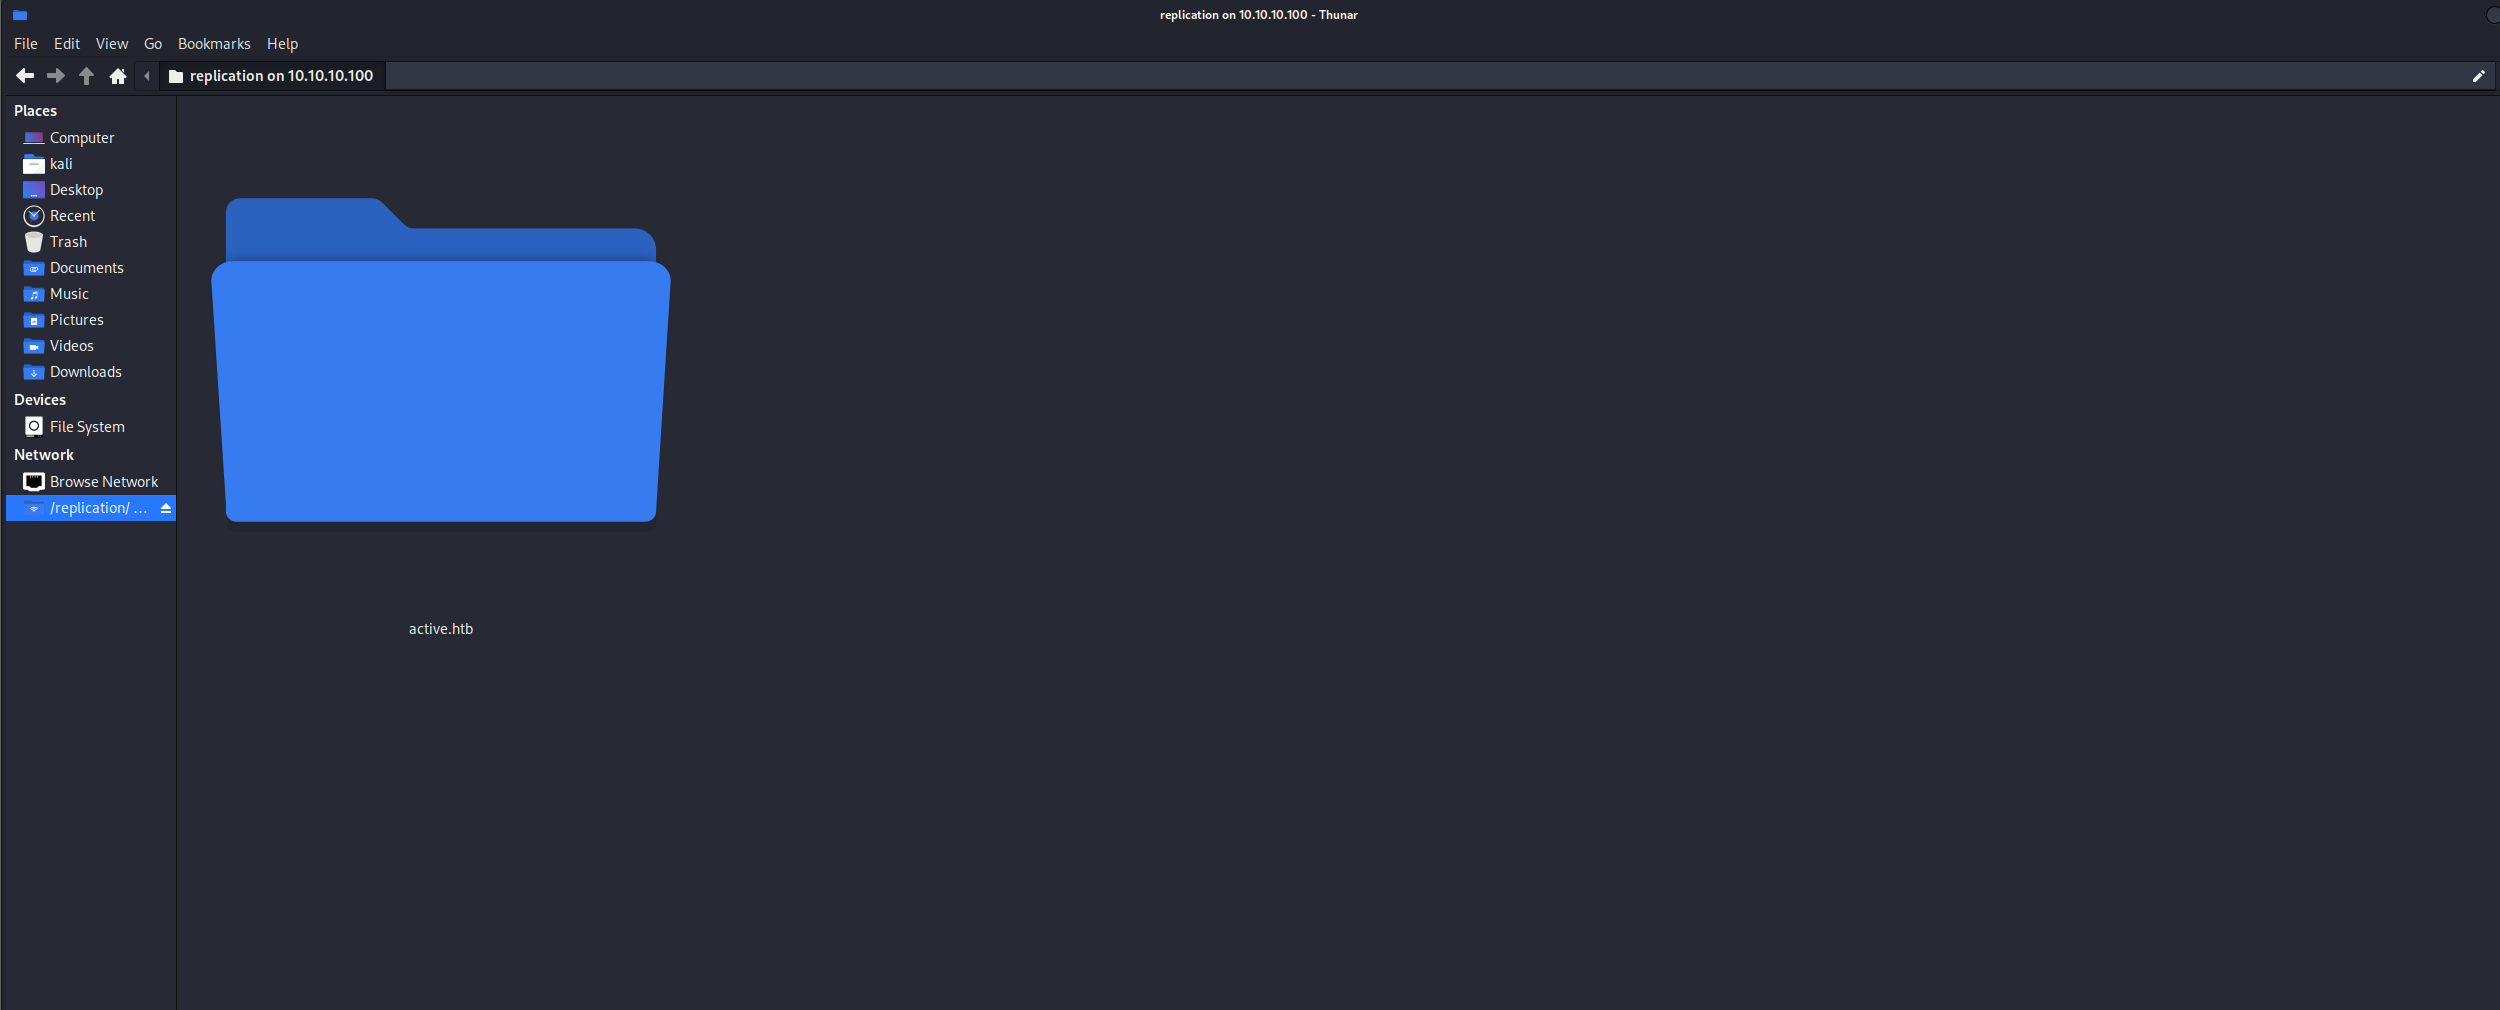 replication on 10.10.10.100 - Thunar
File Edit View Go Bookmarks Help
replication on 10.10.10.100
Places
Computer
kali
Desktop
Recent
Trash
Documents
Music
Pictures
Videos
Downloads
Devices
File System
Network
Browse Network
/replication/ ...
active.htb